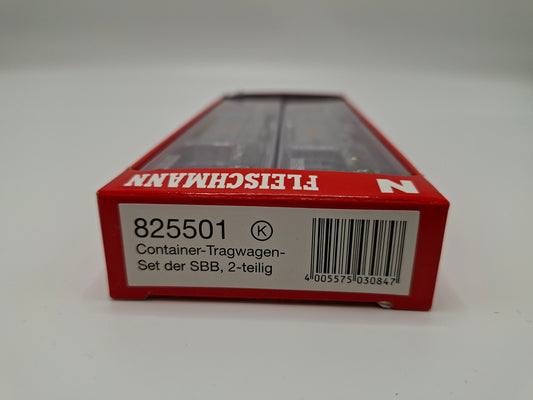 FLEISCHMANN N
825501 K
Container-Tragwagen-
Set der SBB, 2-teilig
4 005575 030847